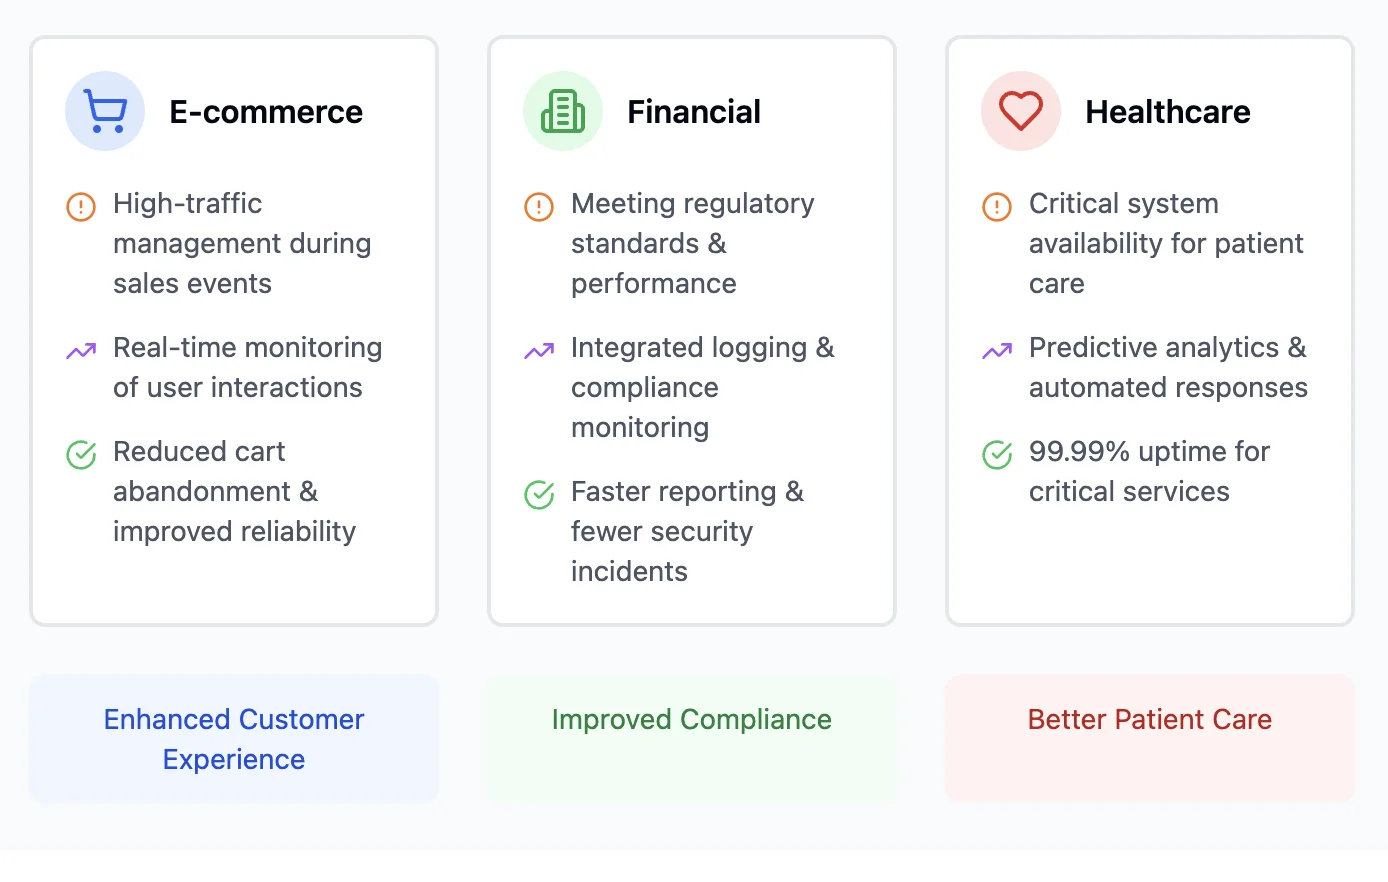 E-commerce
High-traffic
management during
sales events
Real-time monitoring
of user interactions
Reduced cart
abandonment &
improved reliability
Financial
Meeting regulatory
standards &
performance
Integrated logging &
compliance
monitoring
Faster reporting &
fewer security
incidents
Healthcare
Critical system
availability for patient
care
Predictive analytics &
automated responses
99.99% uptime for
critical services
Enhanced Customer
Experience
Improved Compliance
Better Patient Care